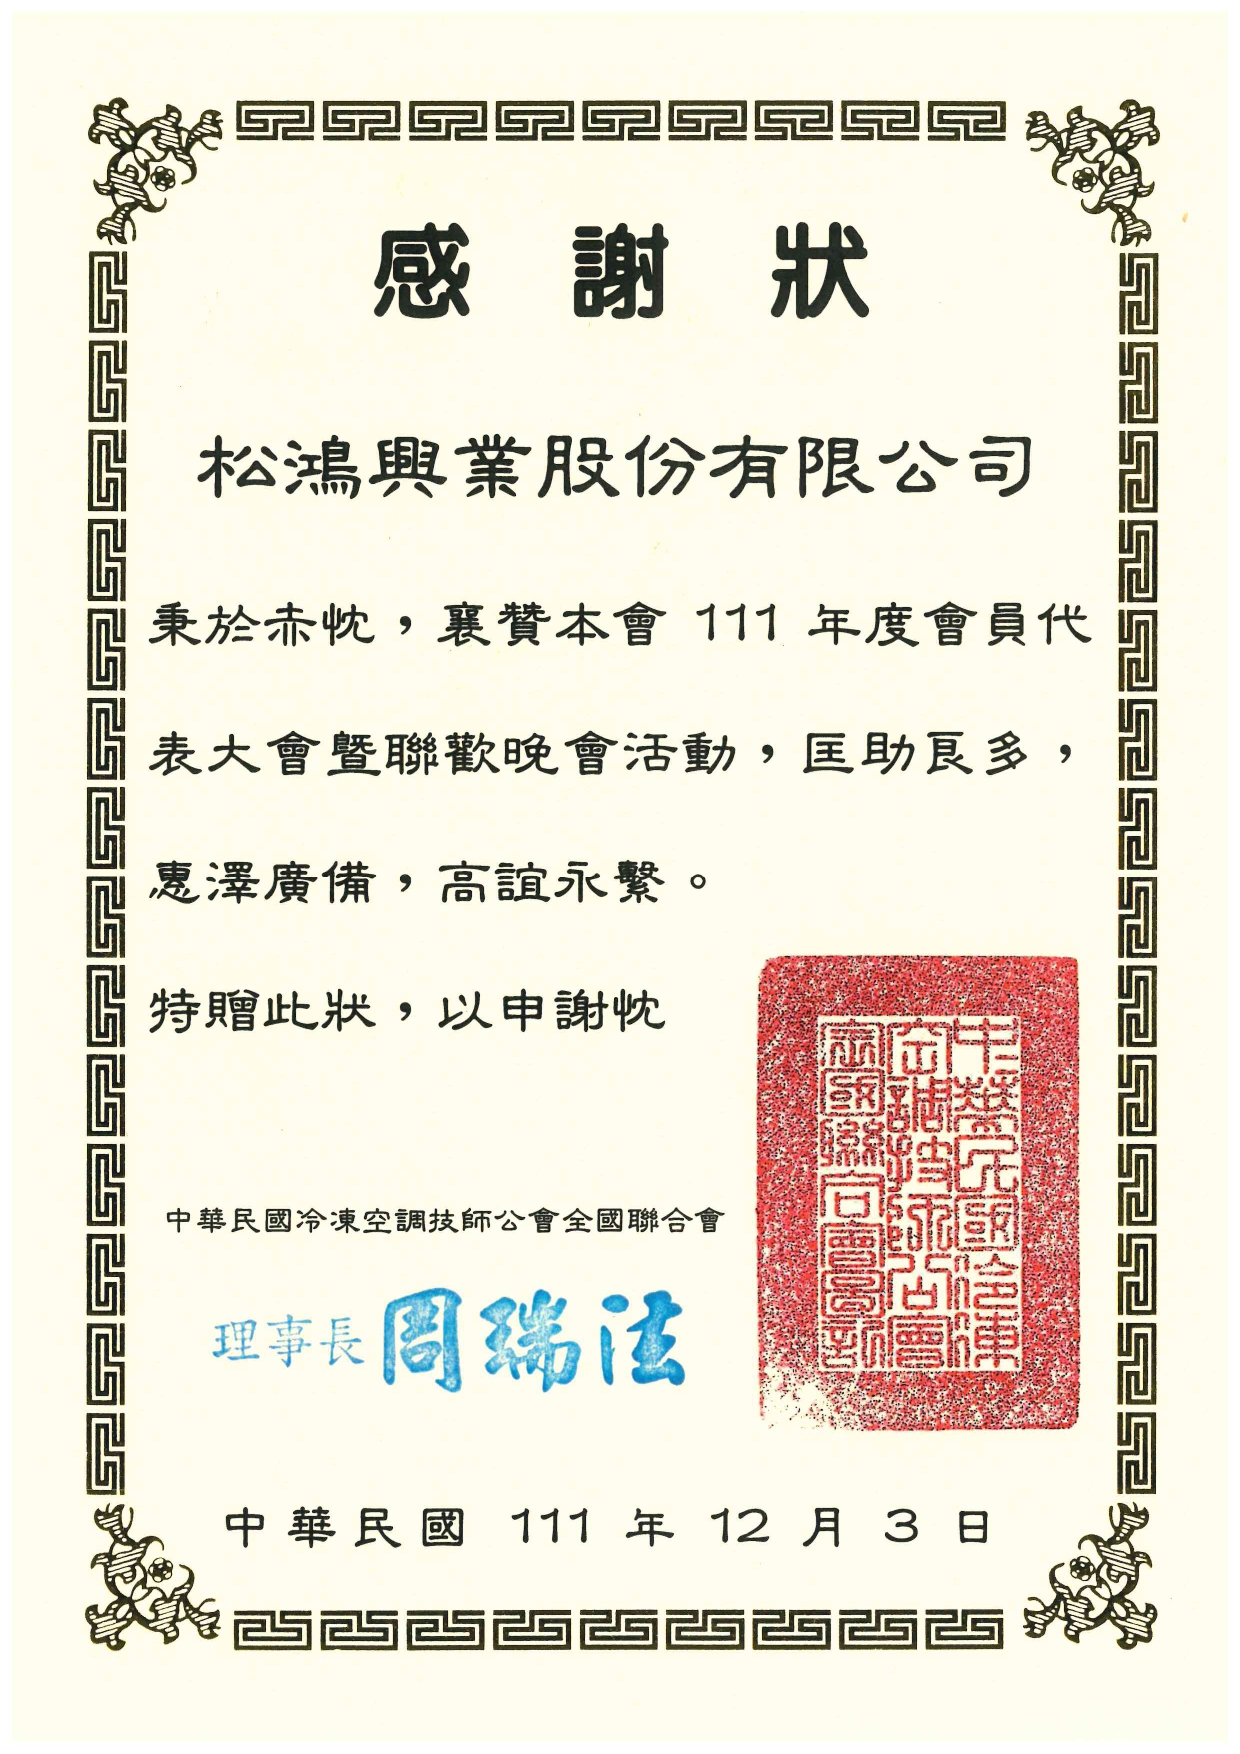 感謝狀
松鴻興業股份有限公司
秉於赤忱，襄贊本會 111 年度會員代
表大會暨聯歡晚會活動，匡助良多，
惠澤廣備，高誼永繫。
特贈此狀，以申謝忱
中華民國冷凍空調技師公會全國聯合會
理事長 周瑞法
中華民國冷凍
空調技師公會
全國聯合會圖記
中華民國 111 年 12 月 3 日